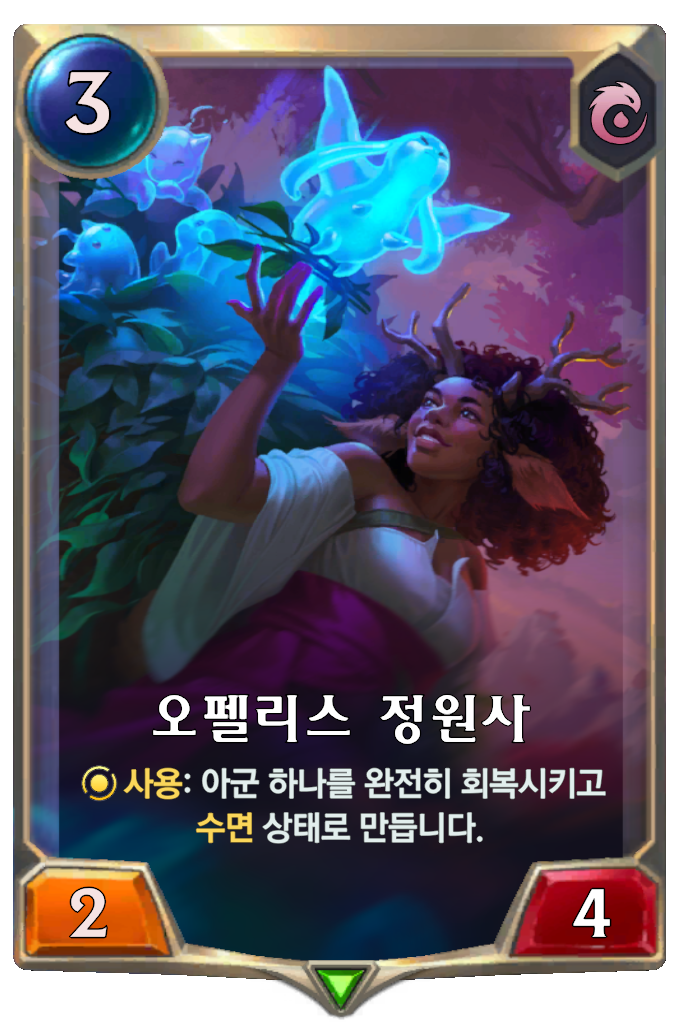 3
오펠리스 정원사
사용: 아군 하나를 완전히 회복시키고
수면 상태로 만듭니다.
2
4